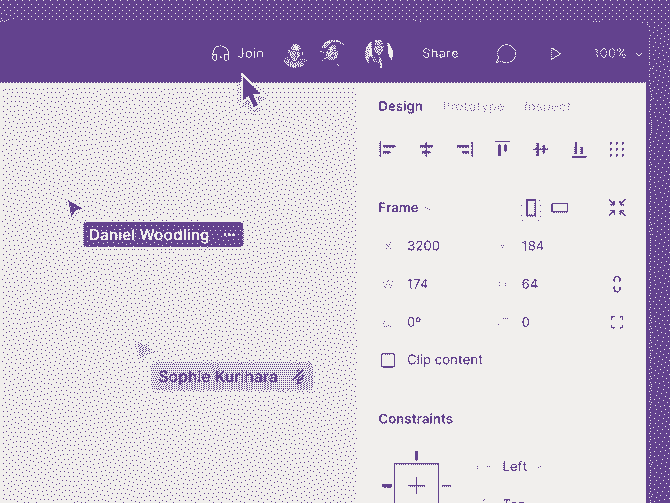 Join Share 100%
Design Prototype Inspect
Frame
X 3200 Y 184
W 174 H 64
0° 0
Clip content
Daniel Woodling ...
Sophie Kurihara
Constraints
Left
Top